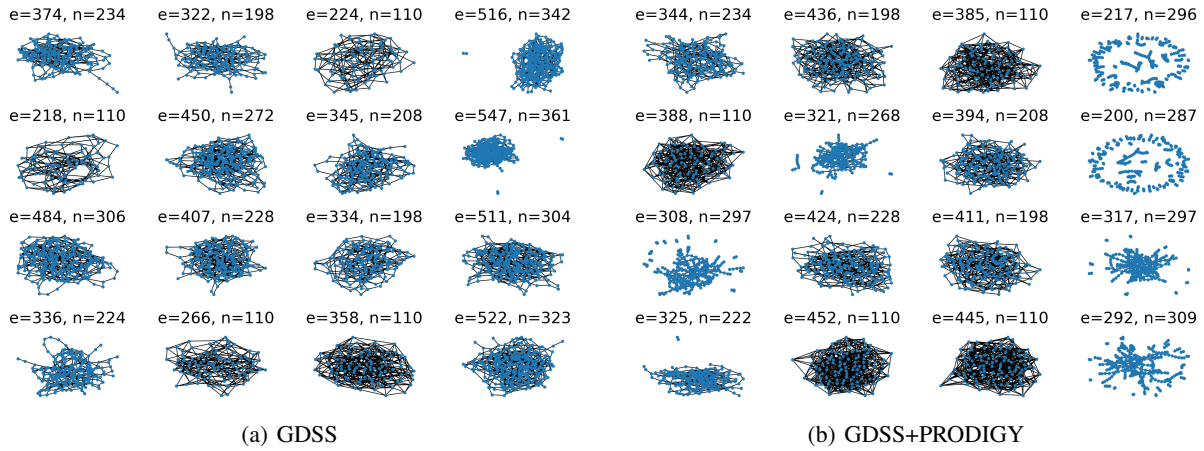 e=374, n=234 e=322, n=198 e=224, n=110 e=516, n=342 e=344, n=234 e=436, n=198 e=385, n=110 e=217, n=296
e=218, n=110 e=450, n=272 e=345, n=208 e=547, n=361 e=388, n=110 e=321, n=268 e=394, n=208 e=200, n=287
e=484, n=306 e=407, n=228 e=334, n=198 e=511, n=304 e=308, n=297 e=424, n=228 e=411, n=198 e=317, n=297
e=336, n=224 e=266, n=110 e=358, n=110 e=522, n=323 e=325, n=222 e=452, n=110 e=445, n=110 e=292, n=309
(a) GDSS (b) GDSS+PRODIGY